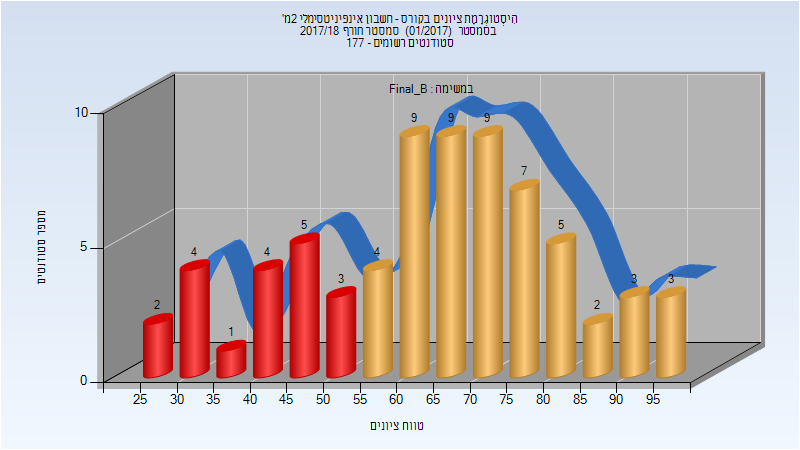 היסטוגרמת ציונים בקורס - חשבון אינפיניטסימלי 2מ'
בסמסטר (01/2017) סמסטר חורף 2017/18
סטודנטים רשומים - 177
במשימה : Final_B
מספר סטודנטים
10
5
0
2
4
1
4
5
3
4
9
9
9
7
5
2
3
3
25 30 35 40 45 50 55 60 65 70 75 80 85 90 95
טווח ציונים